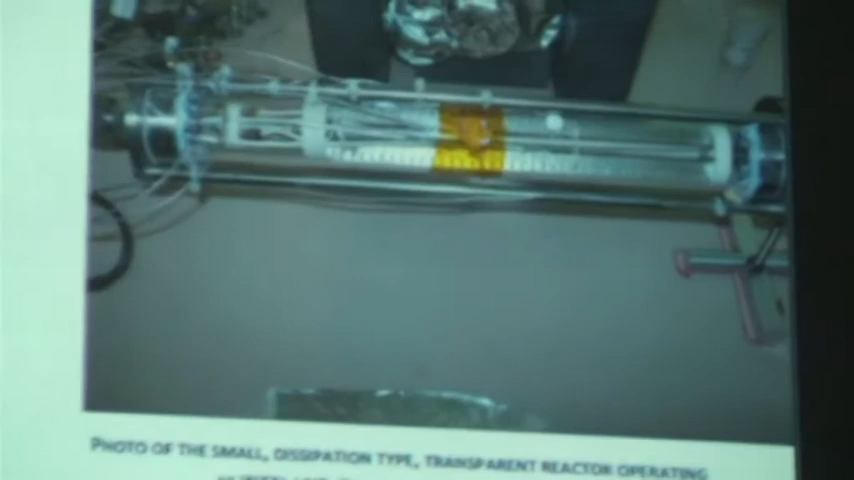 PHOTO OF THE SMALL, DISSIPATION TYPE, TRANSPARENT REACTOR OPERATING